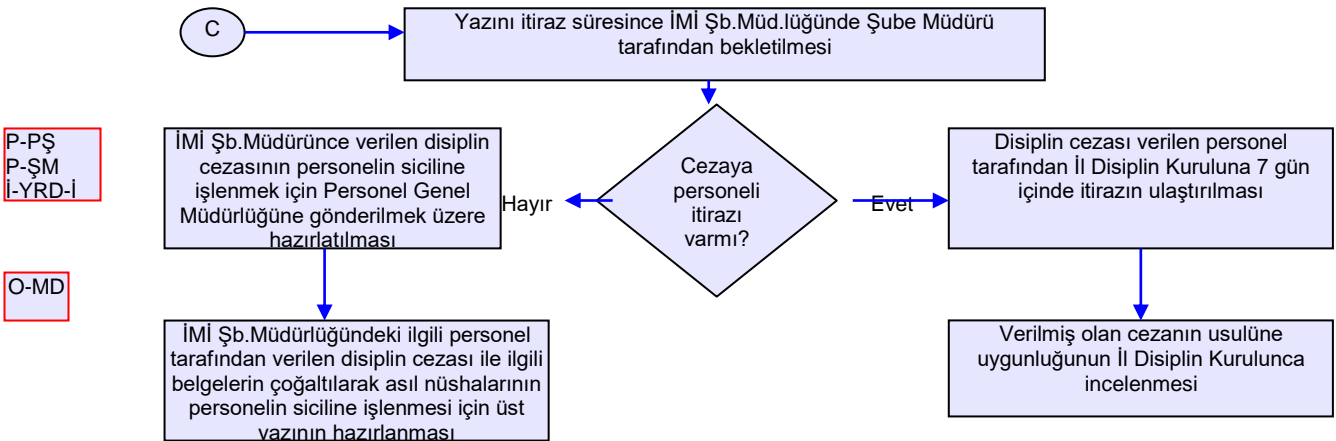 C
Yazını itiraz süresince İMİ Şb.Müd.lüğünde Şube Müdürü
tarafından bekletilmesi
P-PŞ
P-ŞM
İ-YRD-İ
İMİ Şb.Müdürünce verilen disiplin
cezasının personelin siciline
işlenmek için Personel Genel
Müdürlüğüne gönderilmek üzere
hazırlatılması
Hayır
Cezaya
personeli
itirazı
varmı?
Evet
Disiplin cezası verilen personel
tarafından İl Disiplin Kuruluna 7 gün
içinde itirazın ulaştırılması
O-MD
İMİ Şb.Müdürlüğündeki ilgili personel
tarafından verilen disiplin cezası ile ilgili
belgelerin çoğaltılarak asıl nüshalarının
personelin siciline işlenmesi için üst
yazının hazırlanması
Verilmiş olan cezanın usulüne
uygunluğunun İl Disiplin Kurulunca
incelenmesi